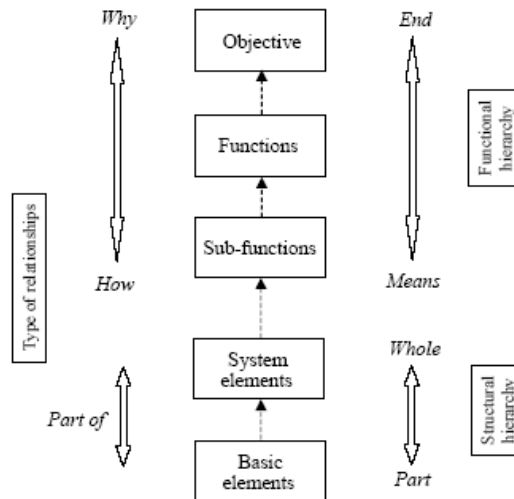 Why
Objective
End
Functions
Functional
hierarchy
Type of relationships
Sub-functions
How
Means
System
elements
Whole
Part of
Structural
hierarchy
Basic
elements
Part